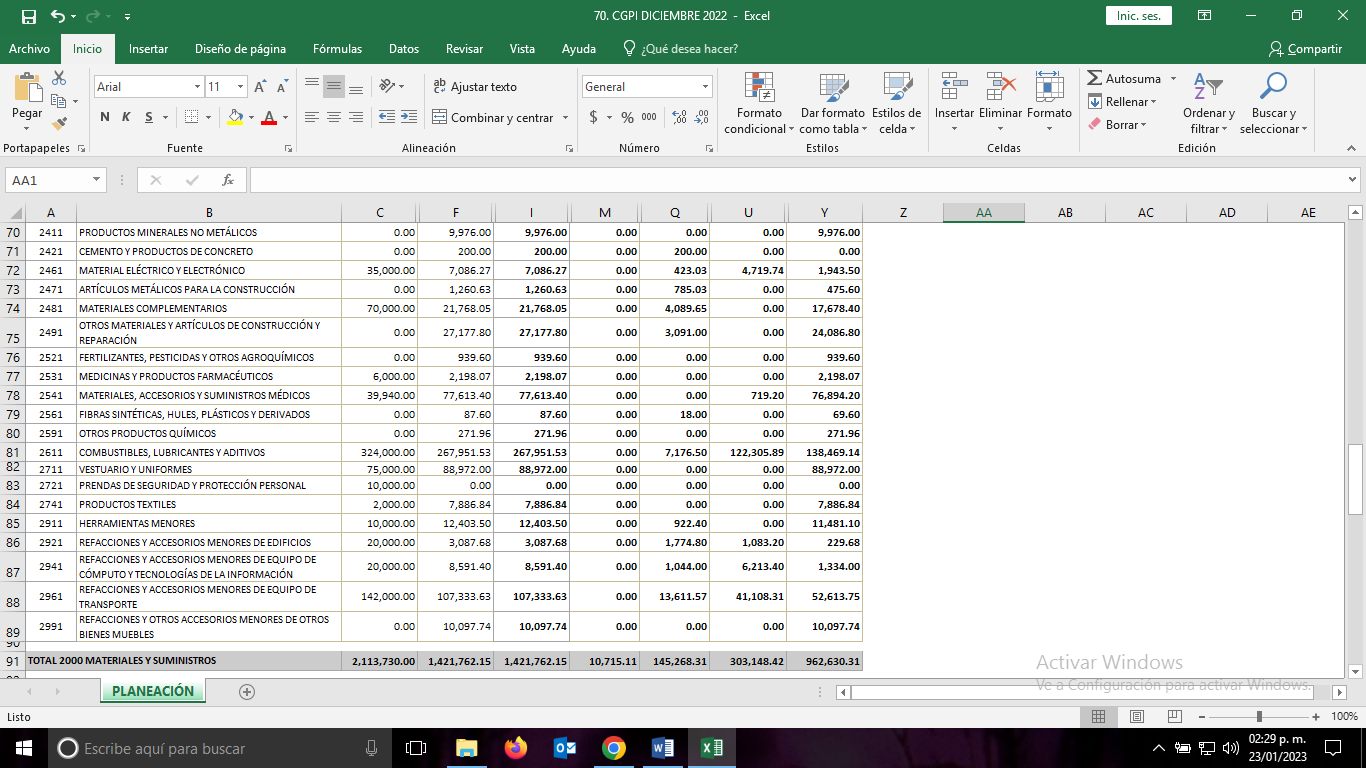 70. CGPI DICIEMBRE 2022 - Excel
Inic. ses.
Archivo Inicio Insertar Diseño de página Fórmulas Datos Revisar Vista Ayuda ¿Qué desea hacer? Compartir
Pegar
Arial 11
N K S
Ajustar texto
Combinar y centrar
General
$ % 000
Formato condicional
Dar formato como tabla
Estilos de celda
Insertar Eliminar Formato
Autosuma
Rellenar
Borrar
Ordenar y filtrar
Buscar y seleccionar
Portapapeles Fuente Alineación Número Estilos Celdas Edición
AA1 fx
A B C F I M Q U Y Z AA AB AC AD AE
70 2411 PRODUCTOS MINERALES NO METÁLICOS 0.00 9,976.00 9,976.00 0.00 0.00 0.00 9,976.00
71 2421 CEMENTO Y PRODUCTOS DE CONCRETO 0.00 200.00 200.00 0.00 200.00 0.00 0.00
72 2461 MATERIAL ELÉCTRICO Y ELECTRÓNICO 35,000.00 7,086.27 7,086.27 0.00 423.03 4,719.74 1,943.50
73 2471 ARTÍCULOS METÁLICOS PARA LA CONSTRUCCIÓN 0.00 1,260.63 1,260.63 0.00 785.03 0.00 475.60
74 2481 MATERIALES COMPLEMENTARIOS 70,000.00 21,768.05 21,768.05 0.00 4,089.65 0.00 17,678.40
75 2491 OTROS MATERIALES Y ARTÍCULOS DE CONSTRUCCIÓN Y
REPARACIÓN 0.00 27,177.80 27,177.80 0.00 3,091.00 0.00 24,086.80
76 2521 FERTILIZANTES, PESTICIDAS Y OTROS AGROQUÍMICOS 0.00 939.60 939.60 0.00 0.00 0.00 939.60
77 2531 MEDICINAS Y PRODUCTOS FARMACÉUTICOS 6,000.00 2,198.07 2,198.07 0.00 0.00 0.00 2,198.07
78 2541 MATERIALES, ACCESORIOS Y SUMINISTROS MÉDICOS 39,940.00 77,613.40 77,613.40 0.00 0.00 719.20 76,894.20
79 2561 FIBRAS SINTÉTICAS, HULES, PLÁSTICOS Y DERIVADOS 0.00 87.60 87.60 0.00 18.00 0.00 69.60
80 2591 OTROS PRODUCTOS QUÍMICOS 0.00 271.96 271.96 0.00 0.00 0.00 271.96
81 2611 COMBUSTIBLES, LUBRICANTES Y ADITIVOS 324,000.00 267,951.53 267,951.53 0.00 7,176.50 122,305.89 138,469.14
82 2711 VESTUARIO Y UNIFORMES 75,000.00 88,972.00 88,972.00 0.00 0.00 0.00 88,972.00
83 2721 PRENDAS DE SEGURIDAD Y PROTECCIÓN PERSONAL 10,000.00 0.00 0.00 0.00 0.00 0.00 0.00
84 2741 PRODUCTOS TEXTILES 2,000.00 7,886.84 7,886.84 0.00 0.00 0.00 7,886.84
85 2911 HERRAMIENTAS MENORES 10,000.00 12,403.50 12,403.50 0.00 922.40 0.00 11,481.10
86 2921 REFACCIONES Y ACCESORIOS MENORES DE EDIFICIOS 20,000.00 3,087.68 3,087.68 0.00 1,774.80 1,083.20 229.68
87 2941 REFACCIONES Y ACCESORIOS MENORES DE EQUIPO DE
CÓMPUTO Y TECNOLOGÍAS DE LA INFORMACIÓN 20,000.00 8,591.40 8,591.40 0.00 1,044.00 6,213.40 1,334.00
88 2961 REFACCIONES Y ACCESORIOS MENORES DE EQUIPO DE
TRANSPORTE 142,000.00 107,333.63 107,333.63 0.00 13,611.57 41,108.31 52,613.75
89 2991 REFACCIONES Y OTROS ACCESORIOS MENORES DE OTROS
BIENES MUEBLES 0.00 10,097.74 10,097.74 0.00 0.00 0.00 10,097.74
90
91 TOTAL 2000 MATERIALES Y SUMINISTROS 2,113,730.00 1,421,762.15 1,421,762.15 10,715.11 145,268.31 303,148.42 962,630.31
Activar Windows
Ve a Configuración para activar Windows.
PLANEACIÓN
Listo 100%
Escribe aquí para buscar
02:29 p. m.
23/01/2023